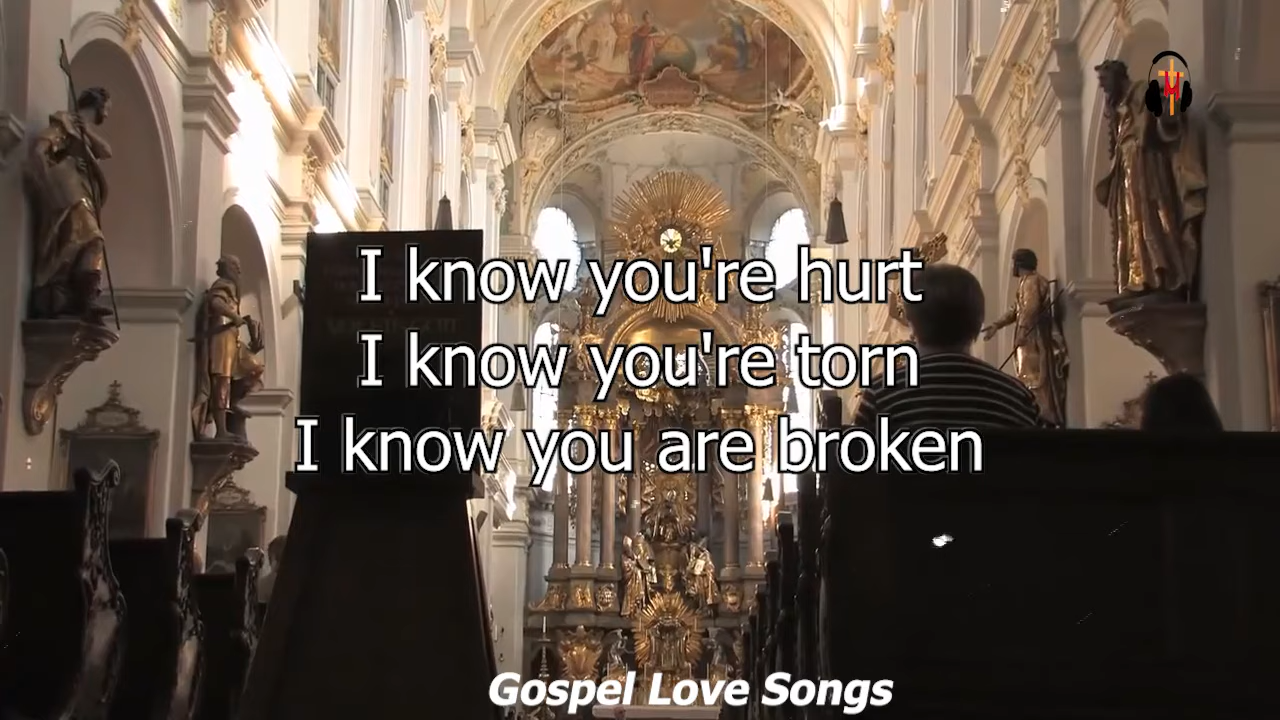 M
I know you're hurt
I know you're torn
I know you are broken
Gospel Love Songs